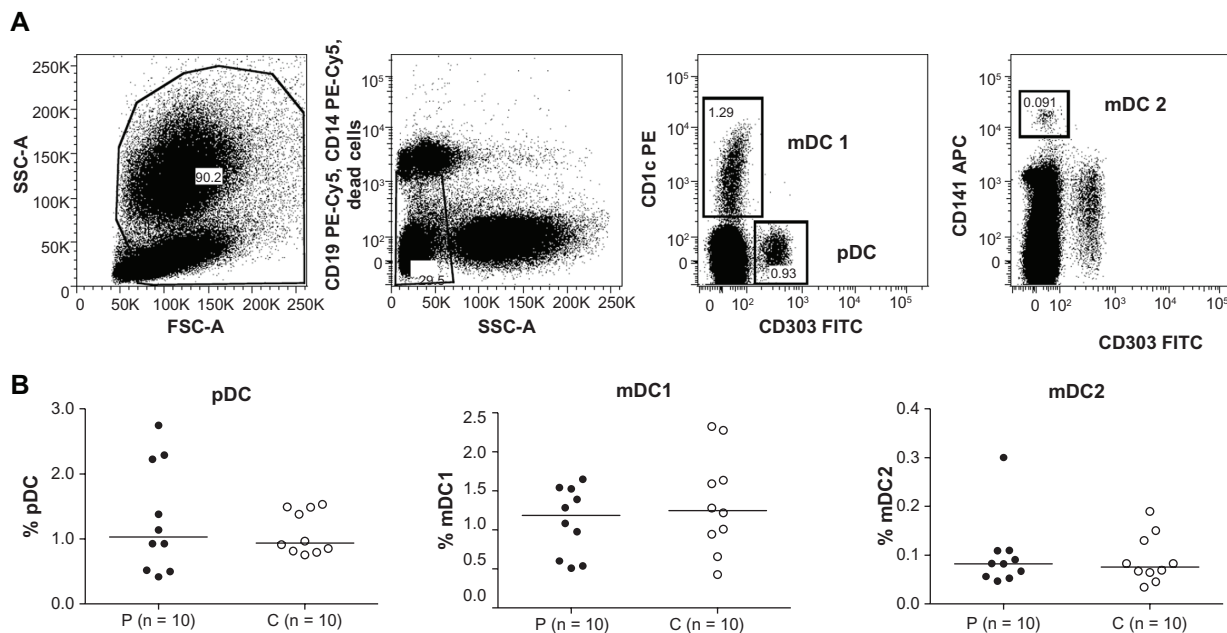 A
SSC-A
250K
200K
150K
100K
50K
0
90.2
0 50K 100K 150K 200K 250K
FSC-A
CD19 PE-Cy5, CD14 PE-Cy5,
dead cells
10^5
10^4
10^3
10^2
0
29.5
0 50K 100K 150K 200K 250K
SSC-A
CD1c PE
10^5
10^4
10^3
10^2
0
1.29
mDC 1
pDC
0.93
0 10^2 10^3 10^4 10^5
CD303 FITC
CD141 APC
10^5
10^4
10^3
10^2
0
0.091
mDC 2
0 10^2 10^3 10^4 10^5
CD303 FITC
B
pDC
% pDC
3.0
2.0
1.0
0.0
P (n = 10) C (n = 10)
mDC1
% mDC1
2.5
2.0
1.5
1.0
0.5
0.0
P (n = 10) C (n = 10)
mDC2
% mDC2
0.4
0.3
0.2
0.1
0.0
P (n = 10) C (n = 10)